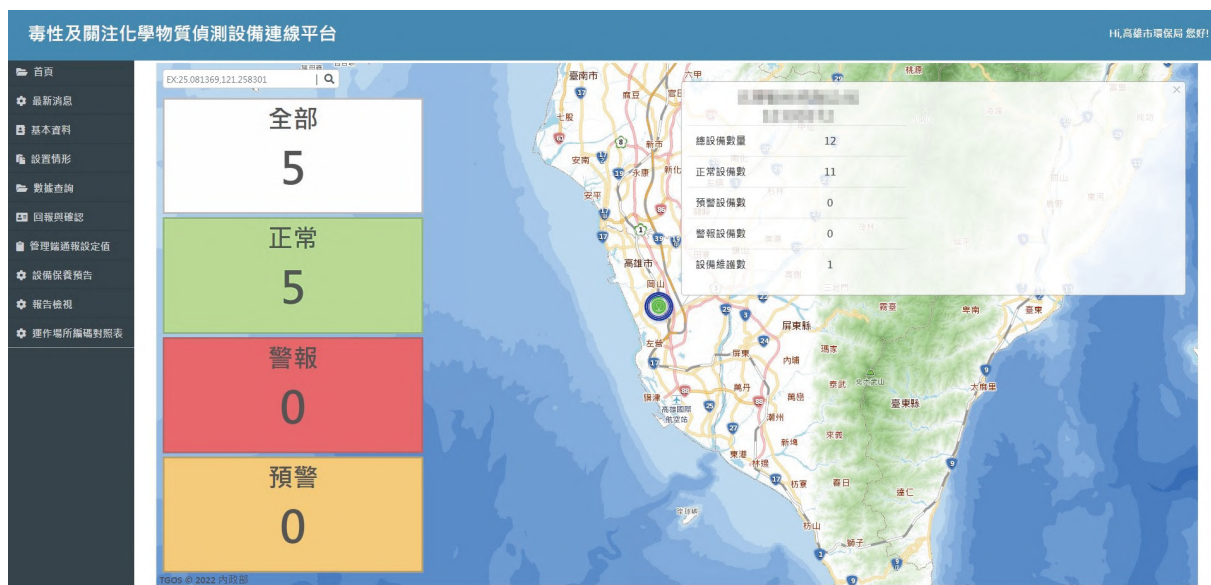 毒性及關注化學物質偵測設備連線平台
Hi,高雄市環保局 您好!
首頁
最新消息
基本資料
設置情形
數據查詢
回報與確認
管理端通報設定值
設備保養預告
報告檢視
運作場所編碼對照表
EX:25.081369,121.258301
全部
5
正常
5
警報
0
預警
0
總設備數量 12
正常設備數 11
預警設備數 0
警報設備數 0
設備維護數 1
臺南市
麻豆
六甲
桃源
七股
安南
永康
新市
新化
安平
高雄市
岡山
左營
旗津
高雄國際
航空站
屏東縣
屏東
內埔
瑪家
霧臺
卑南
臺東
萬丹
萬巒
泰武
潮州
新埤
來義
臺東縣
太麻里
東港
林邊
枋寮
春日
達仁
琉球嶼
枋山
獅子
TGOS © 2022 內政部